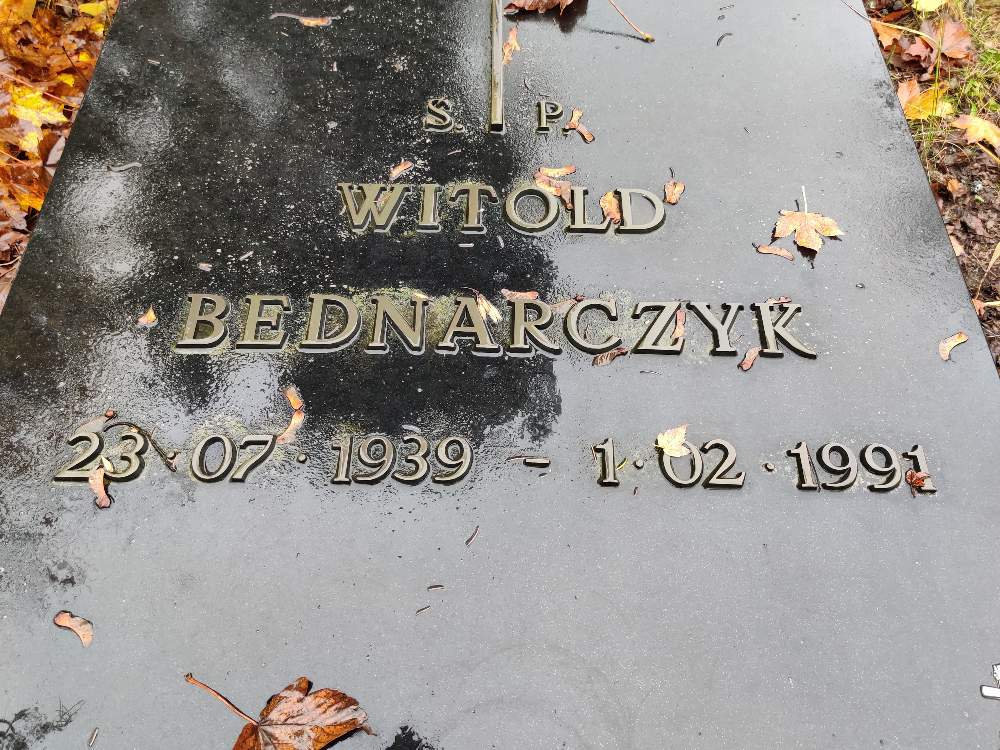 S. P.
WITOLD
BEDNARCZYK
23·07·1939 – 1·02·1991